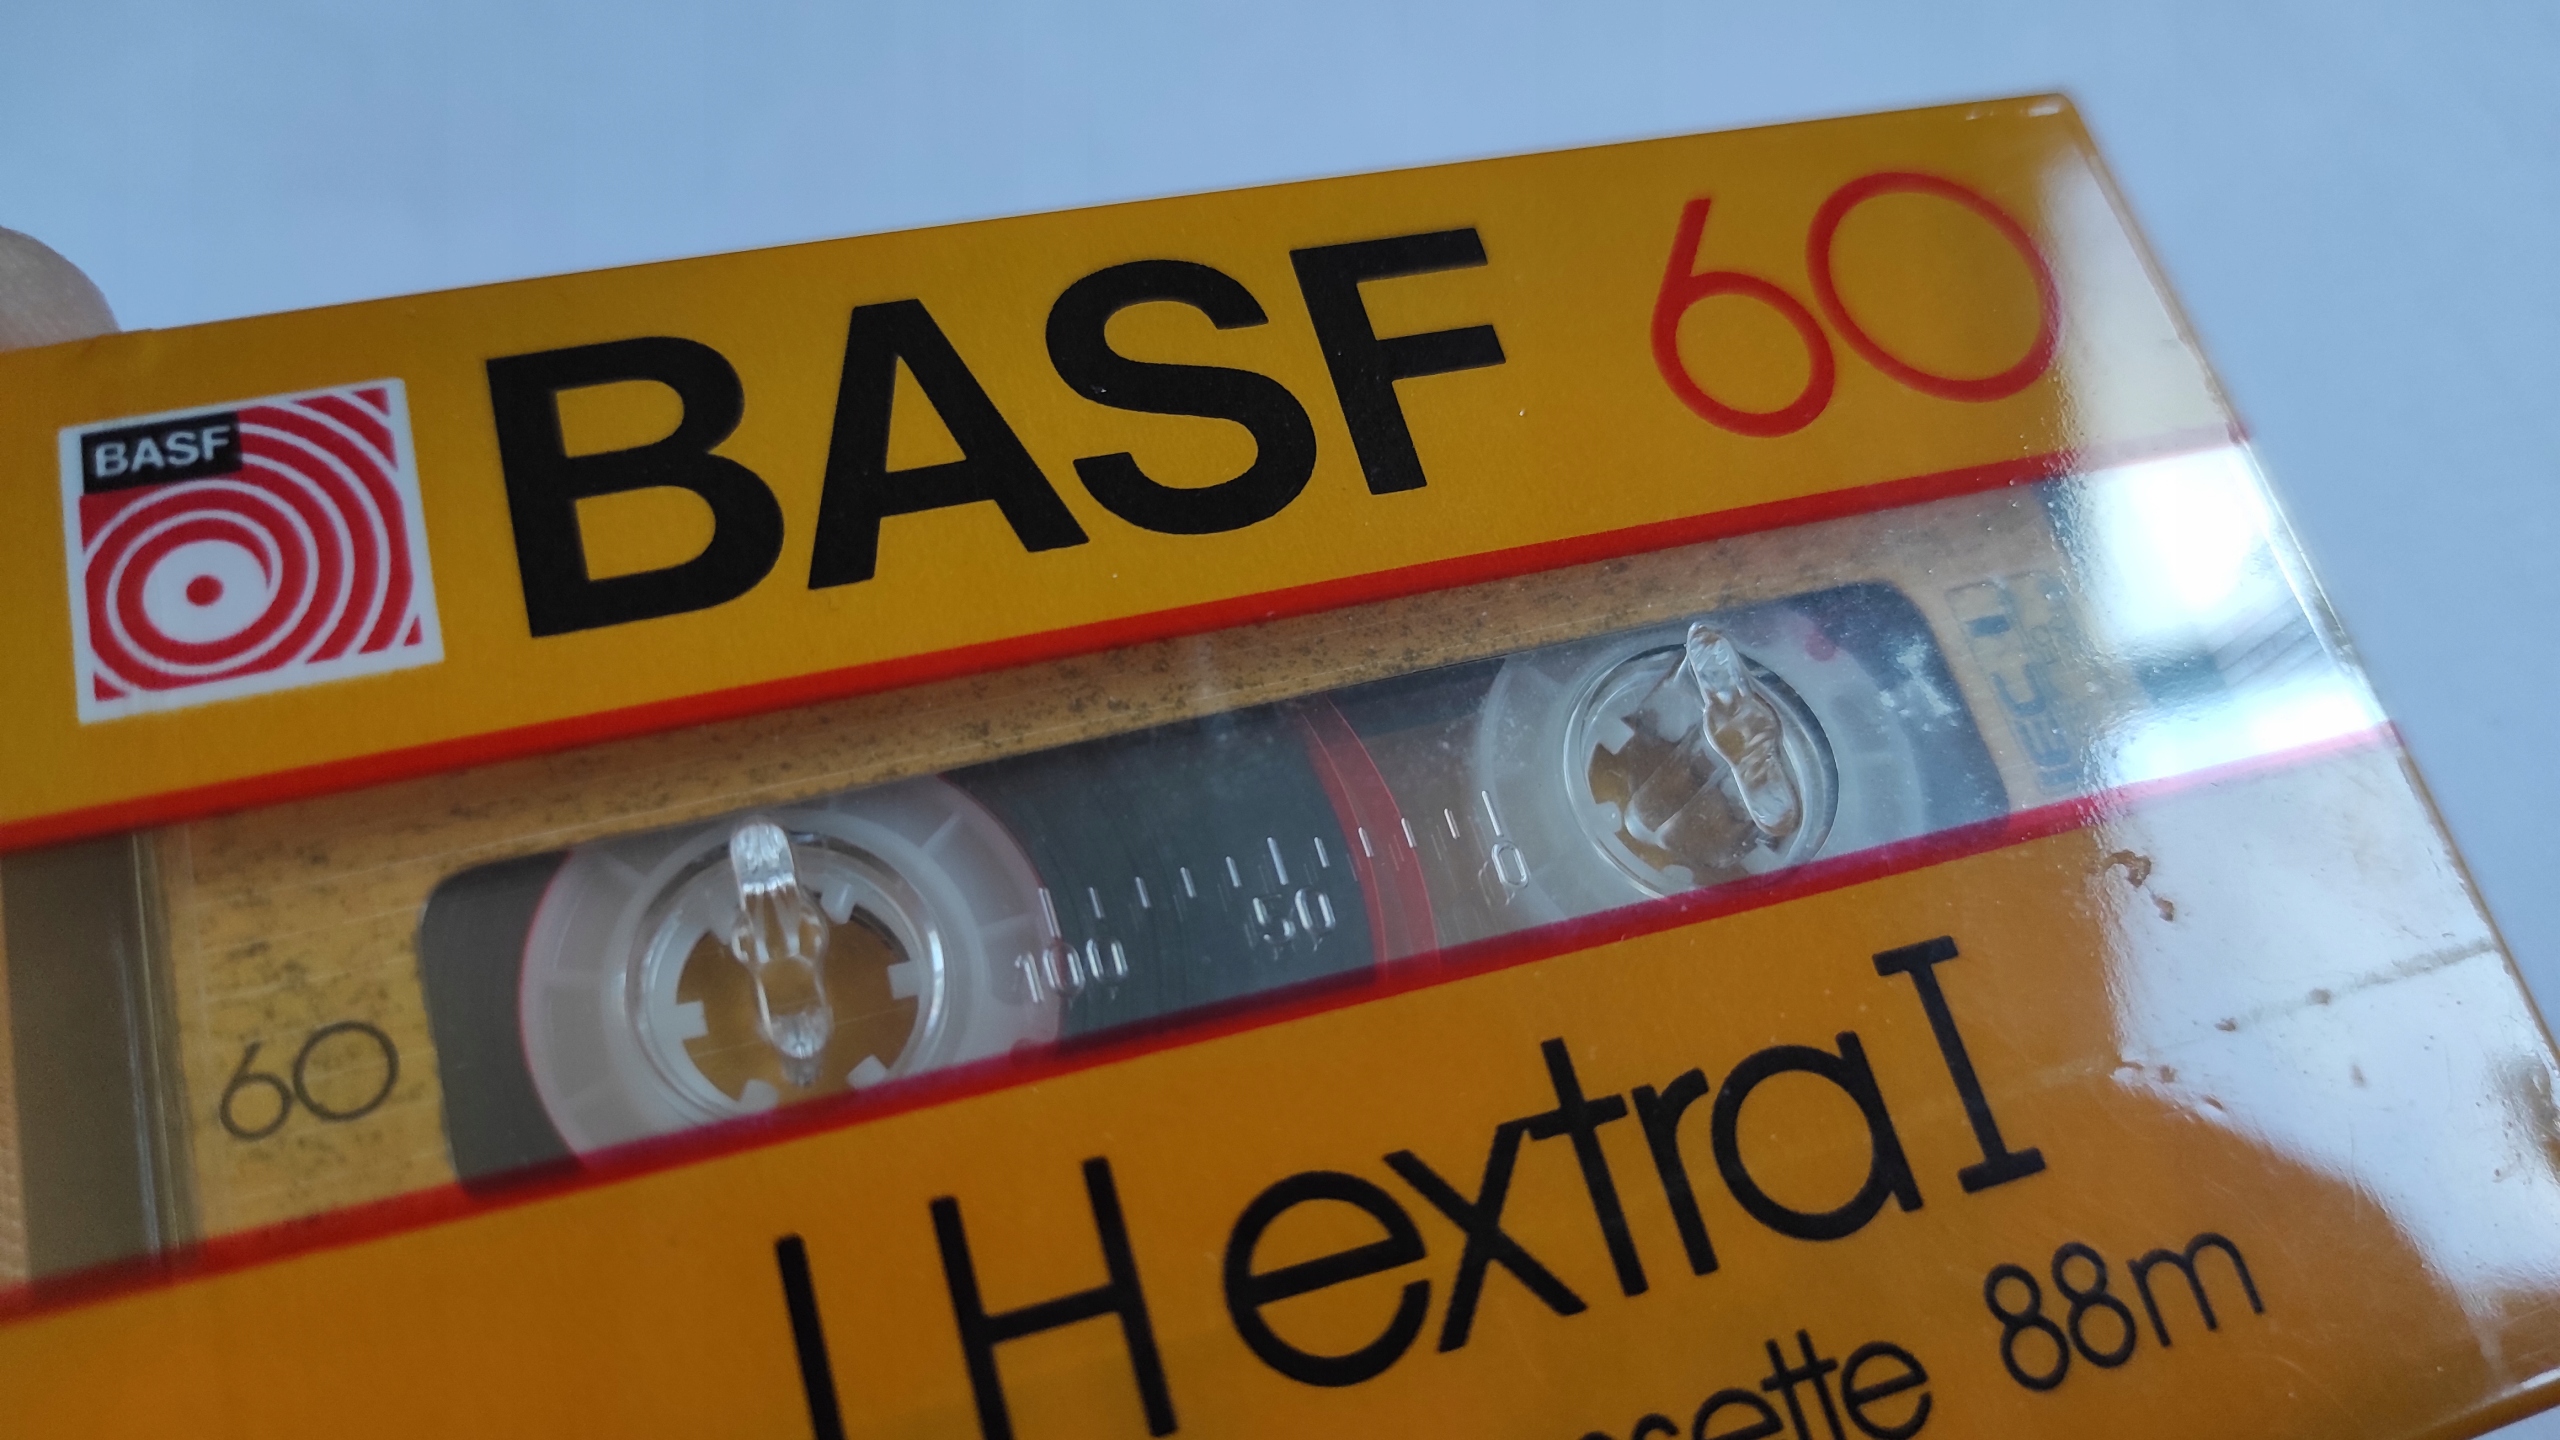 BASF
BASF 60
100 50 0
60
LH extra I
88m